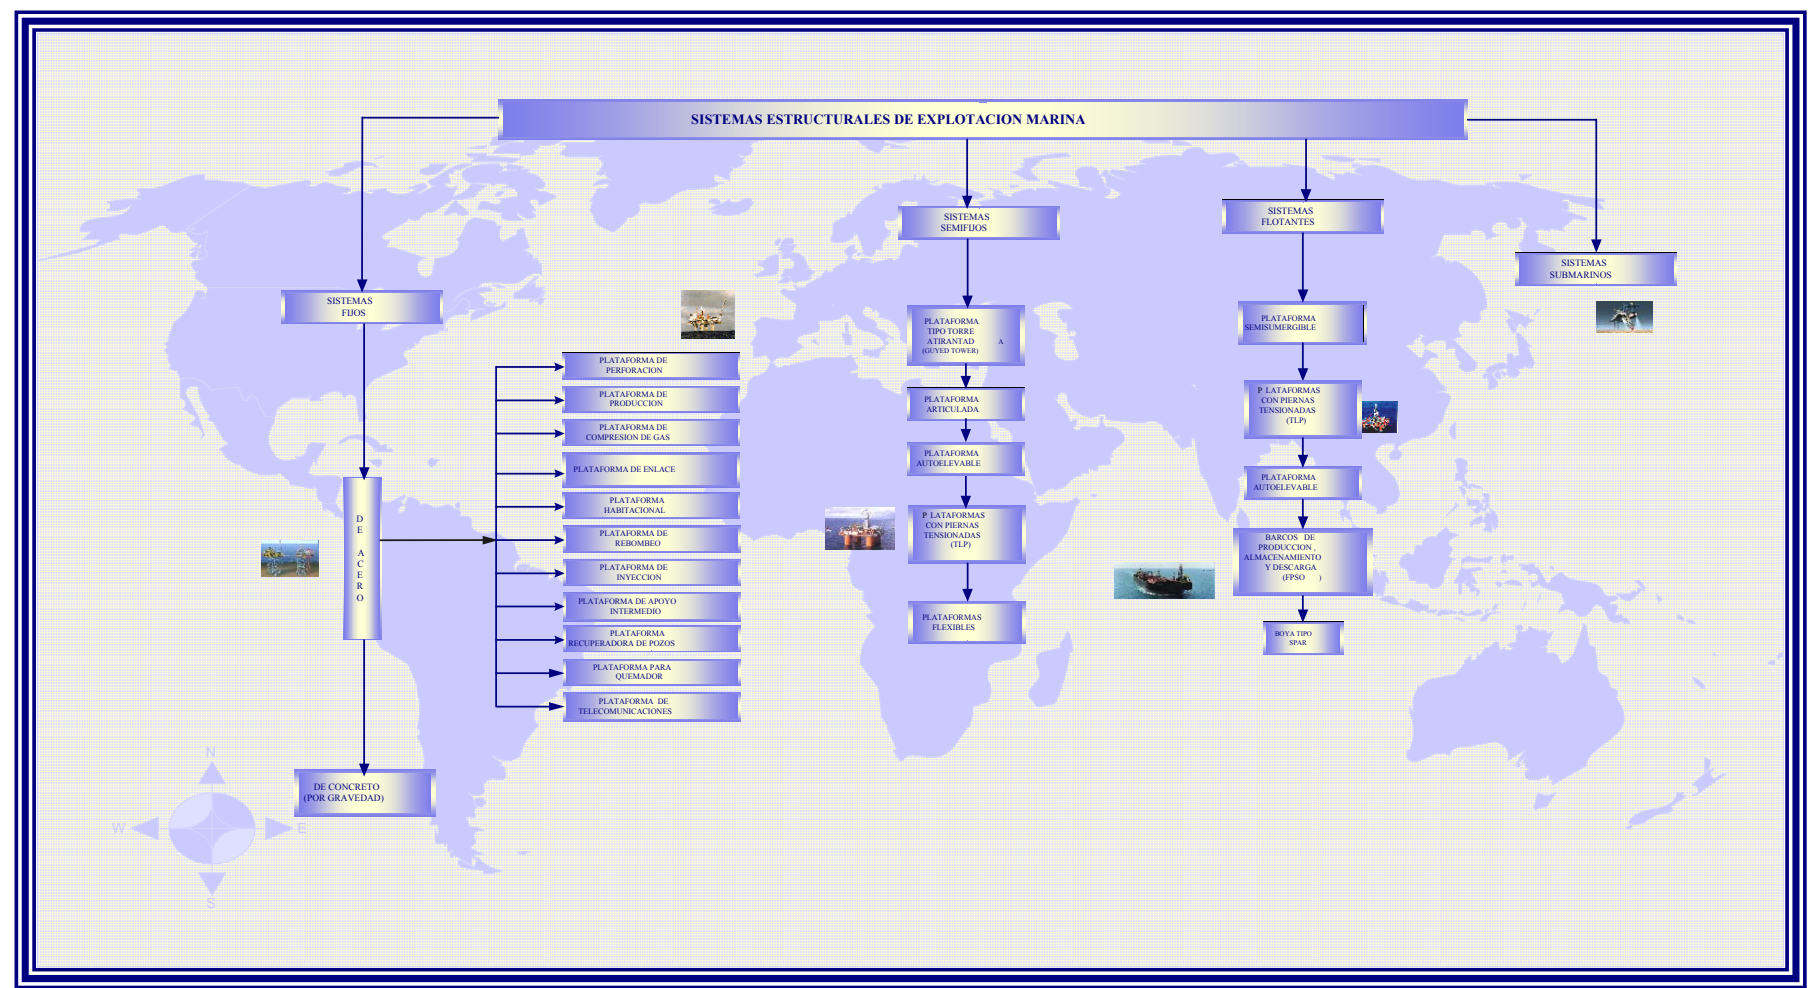 SISTEMAS ESTRUCTURALES DE EXPLOTACION MARINA
SISTEMAS
FIJOS
D
E
A
C
E
R
O
DE CONCRETO
(POR GRAVEDAD)
PLATAFORMA DE
PERFORACION
PLATAFORMA DE
PRODUCCION
PLATAFORMA DE
COMPRESION DE GAS
PLATAFORMA DE ENLACE
PLATAFORMA
HABITACIONAL
PLATAFORMA DE
REBOMBEO
PLATAFORMA DE
INYECCION
PLATAFORMA DE APOYO
INTERMEDIO
PLATAFORMA
RECUPERADORA DE POZOS
PLATAFORMA PARA
QUEMADOR
PLATAFORMA DE
TELECOMUNICACIONES
SISTEMAS
SEMIFIJOS
PLATAFORMA
TIPO TORRE
ATIRANTAD A
(GUYED TOWER)
PLATAFORMA
ARTICULADA
PLATAFORMA
AUTOELEVABLE
P LATAFORMAS
CON PIERNAS
TENSIONADAS
(TLP)
PLATAFORMAS
FLEXIBLES
SISTEMAS
FLOTANTES
PLATAFORMA
SEMISUMERGIBLE
P LATAFORMAS
CON PIERNAS
TENSIONADAS
(TLP)
PLATAFORMA
AUTOELEVABLE
BARCOS DE
PRODUCCION ,
ALMACENAMIENTO
Y DESCARGA
(FPSO )
BOYA TIPO
SPAR
SISTEMAS
SUBMARINOS
N
W E
S